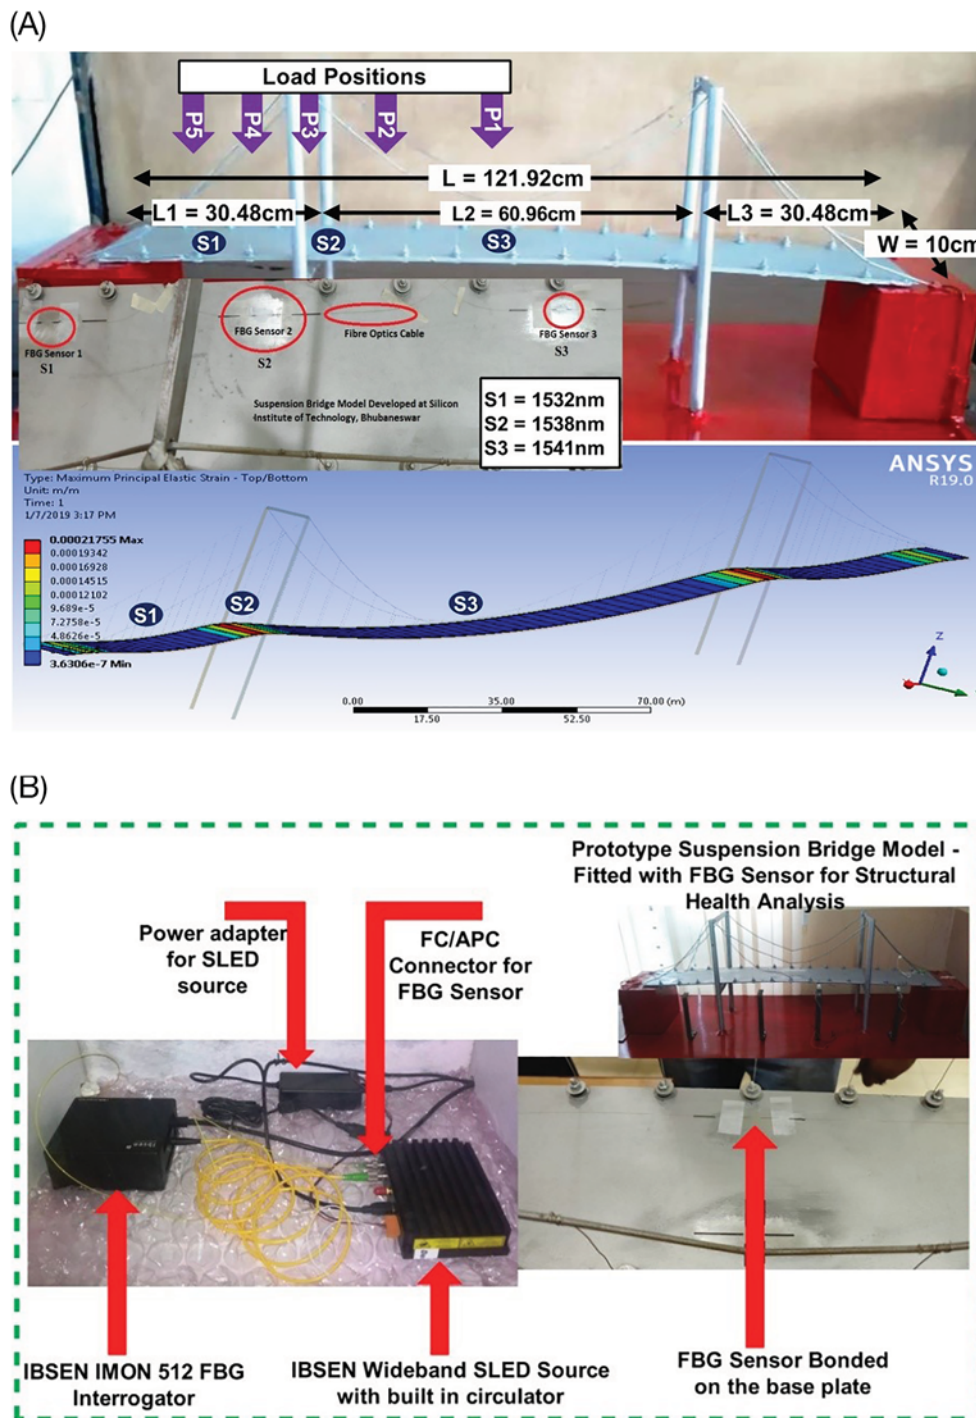 (A)
Load Positions
P5
P4
P3
P2
P1
L = 121.92cm
L1 = 30.48cm
L2 = 60.96cm
L3 = 30.48cm
W = 10cm
S1
S2
S3
FBG Sensor 1
S1
FBG Sensor 2
S2
Fibre Optics Cable
FBG Sensor 3
S3
Suspension Bridge Model Developed at Silicon
Institute of Technology, Bhubaneswar
S1 = 1532nm
S2 = 1538nm
S3 = 1541nm
Type: Maximum Principal Elastic Strain - Top/Bottom
Unit: m/m
Time: 1
1/7/2019 3:17 PM
ANSYS
R19.0
0.00021755 Max
0.00019342
0.00016928
0.00014515
0.00012102
9.689e-5
7.2758e-5
4.8626e-5
3.6306e-7 Min
S1
S2
S3
Z
0.00
35.00
70.00 (m)
17.50
52.50
(B)
Prototype Suspension Bridge Model -
Fitted with FBG Sensor for Structural
Health Analysis
Power adapter
for SLED
source
FC/APC
Connector for
FBG Sensor
IBSEN IMON 512 FBG
Interrogator
IBSEN Wideband SLED Source
with built in circulator
FBG Sensor Bonded
on the base plate